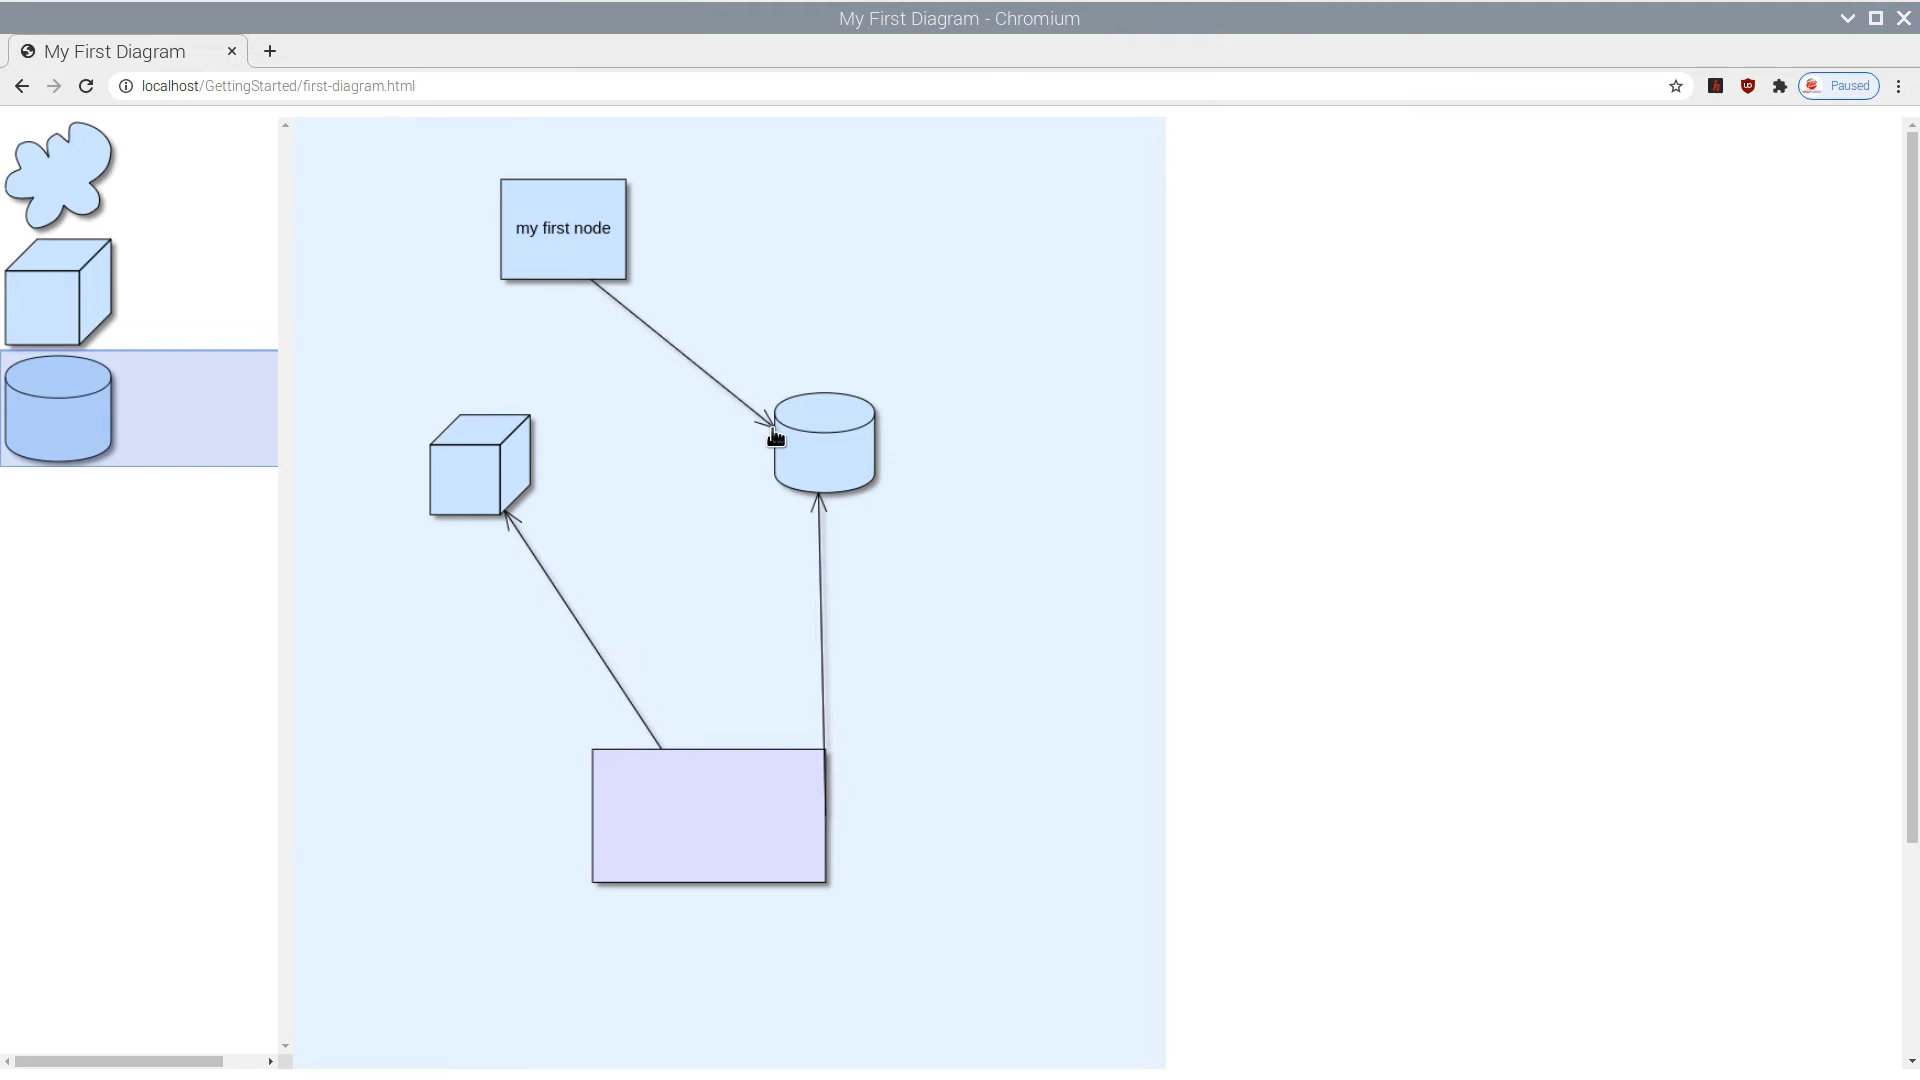 My First Diagram - Chromium
My First Diagram
localhost/GettingStarted/first-diagram.html
Paused
my first node